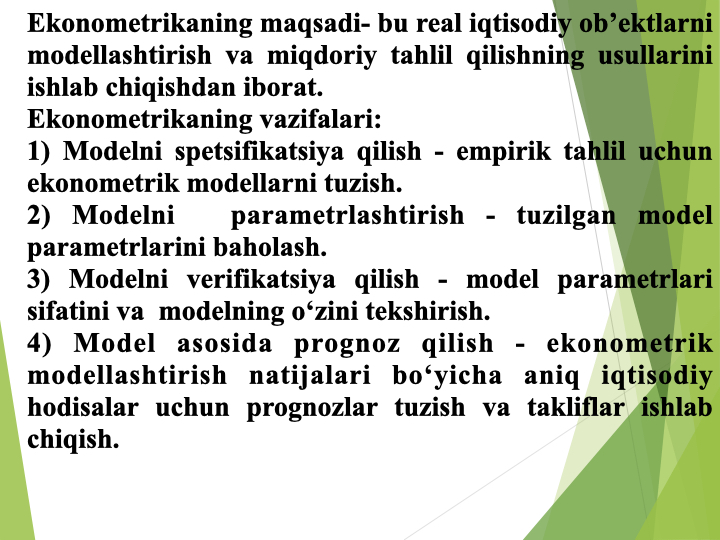 Ekonometrikaning maqsadi- bu real iqtisodiy ob’ektlarni
modellashtirish va miqdoriy tahlil qilishning usullarini
ishlab chiqishdan iborat.
Ekonometrikaning vazifalari:
1) Modelni spetsifikatsiya qilish - empirik tahlil uchun
ekonometrik modellarni tuzish.
2) Modelni parametrlashtirish - tuzilgan model
parametrlarini baholash.
3) Modelni verifikatsiya qilish - model parametrlari
sifatini va modelning o‘zini tekshirish.
4) Model asosida prognoz qilish - ekonometrik
modellashtirish natijalari bo‘yicha aniq iqtisodiy
hodisalar uchun prognozlar tuzish va takliflar ishlab
chiqish.